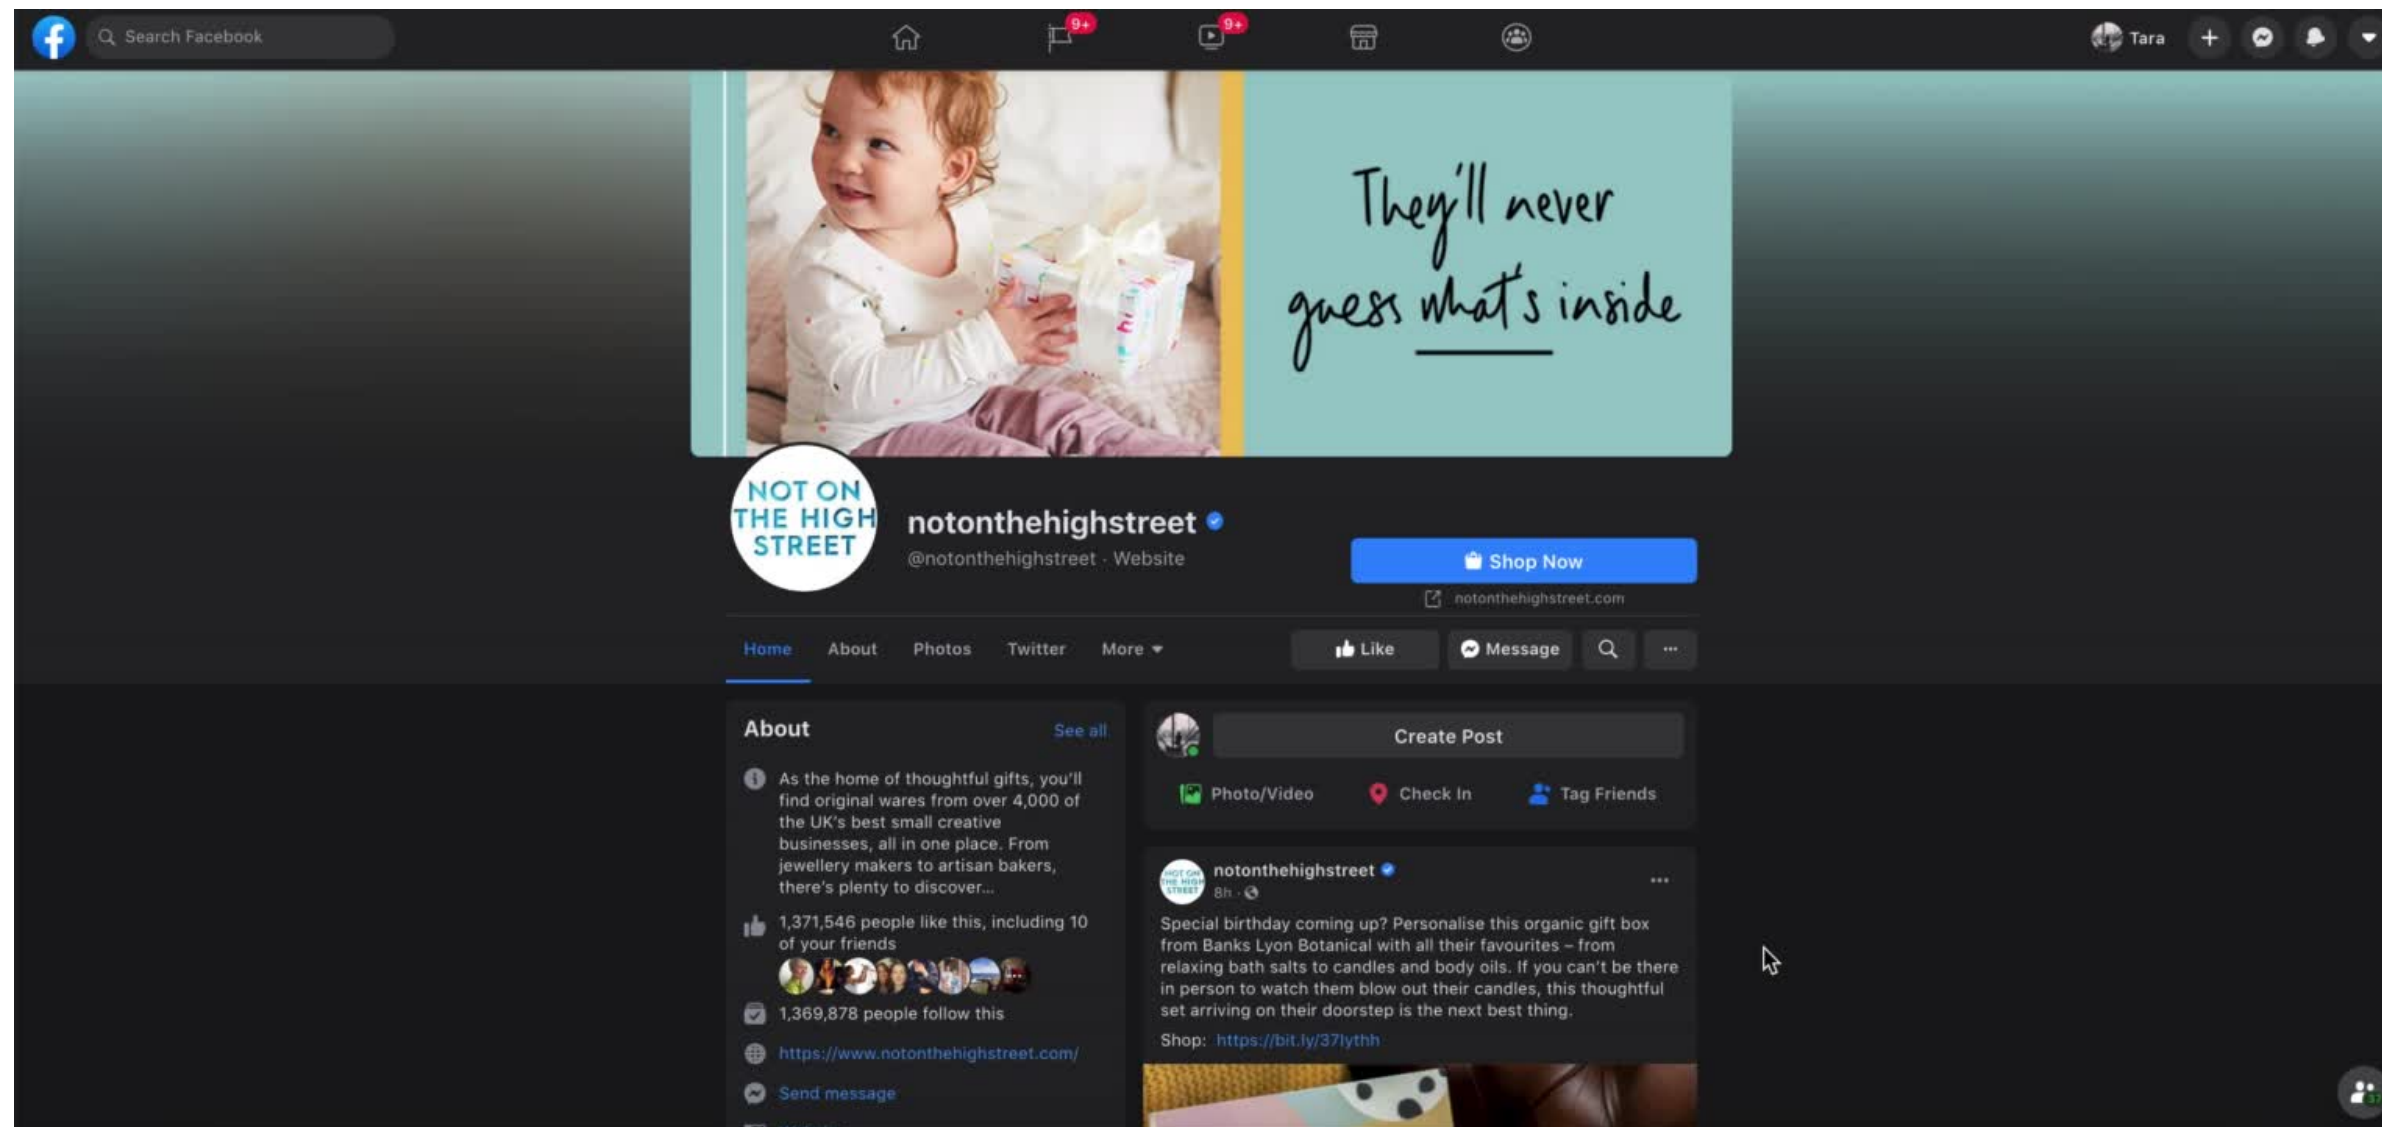 Search Facebook
9+
9+
Tara
They'll never
guess what's inside
NOT ON
THE HIGH
STREET
notonthehighstreet
@notonthehighstreet · Website
Shop Now
notonthehighstreet.com
Home About Photos Twitter More
Like Message
About See all
As the home of thoughtful gifts, you'll
find original wares from over 4,000 of
the UK's best small creative
businesses, all in one place. From
jewellery makers to artisan bakers,
there's plenty to discover...
1,371,546 people like this, including 10
of your friends
1,369,878 people follow this
https://www.notonthehighstreet.com/
Send message
Create Post
Photo/Video Check In Tag Friends
NOT ON
THE HIGH
STREET
notonthehighstreet
8h ·
Special birthday coming up? Personalise this organic gift box
from Banks Lyon Botanical with all their favourites – from
relaxing bath salts to candles and body oils. If you can't be there
in person to watch them blow out their candles, this thoughtful
set arriving on their doorstep is the next best thing.
Shop: https://bit.ly/37lythh